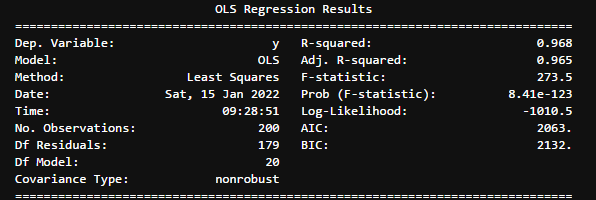 OLS Regression Results
==============================================================================
Dep. Variable: y R-squared: 0.968
Model: OLS Adj. R-squared: 0.965
Method: Least Squares F-statistic: 273.5
Date: Sat, 15 Jan 2022 Prob (F-statistic): 8.41e-123
Time: 09:28:51 Log-Likelihood: -1010.5
No. Observations: 200 AIC: 2063.
Df Residuals: 179 BIC: 2132.
Df Model: 20
Covariance Type: nonrobust
==============================================================================